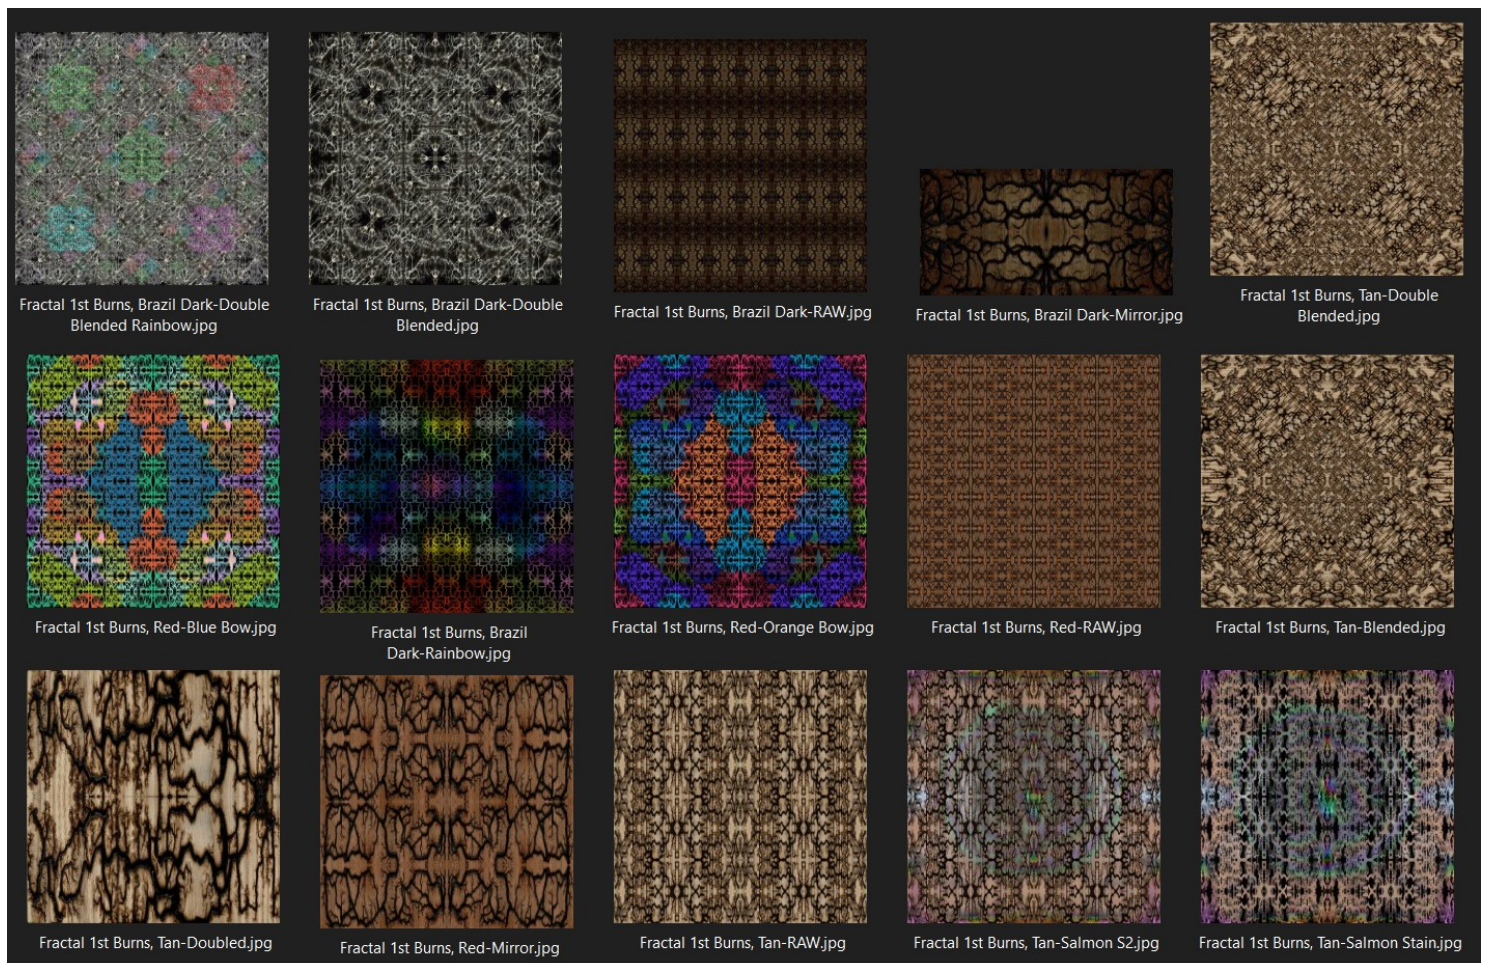 Fractal 1st Burns, Brazil Dark-Double
Blended Rainbow.jpg
Fractal 1st Burns, Brazil Dark-Double
Blended.jpg
Fractal 1st Burns, Brazil Dark-RAW.jpg
Fractal 1st Burns, Brazil Dark-Mirror.jpg
Fractal 1st Burns, Tan-Double
Blended.jpg
Fractal 1st Burns, Red-Blue Bow.jpg
Fractal 1st Burns, Brazil
Dark-Rainbow.jpg
Fractal 1st Burns, Red-Orange Bow.jpg
Fractal 1st Burns, Red-RAW.jpg
Fractal 1st Burns, Tan-Blended.jpg
Fractal 1st Burns, Tan-Doubled.jpg
Fractal 1st Burns, Red-Mirror.jpg
Fractal 1st Burns, Tan-RAW.jpg
Fractal 1st Burns, Tan-Salmon S2.jpg
Fractal 1st Burns, Tan-Salmon Stain.jpg